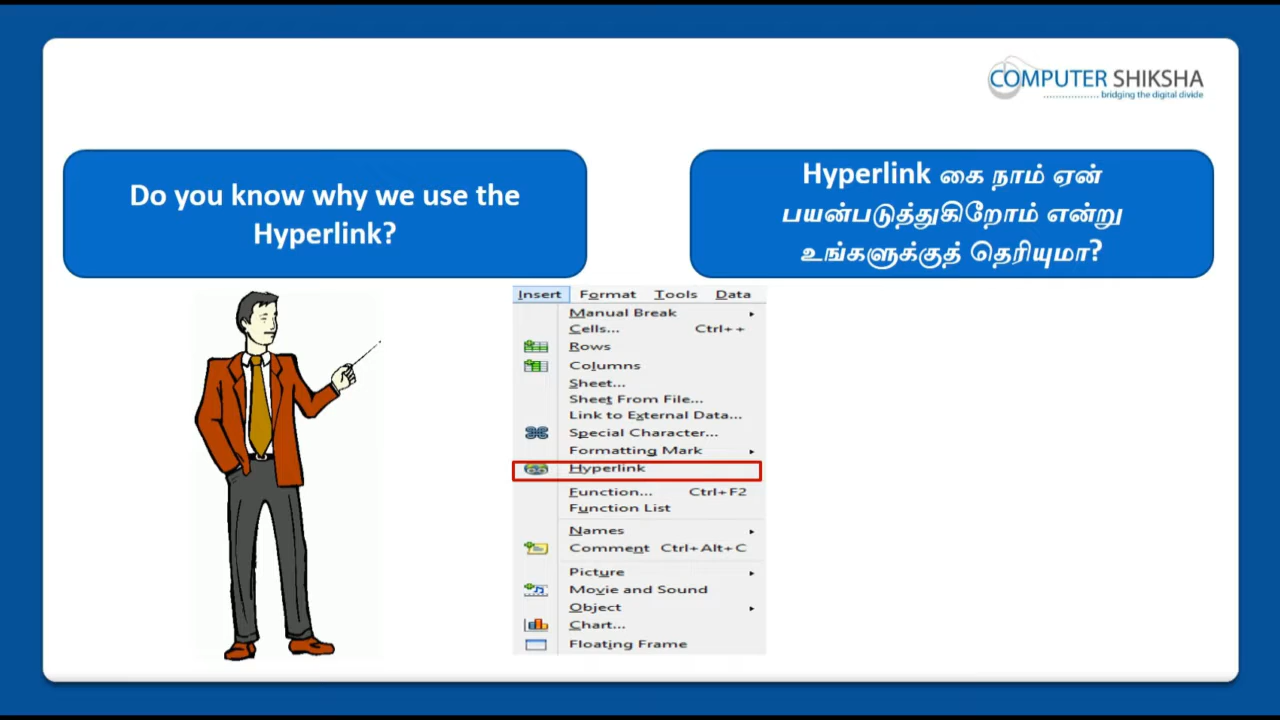 COMPUTER SHIKSHA
bridging the digital divide
Do you know why we use the
Hyperlink?
Hyperlink கை நாம் ஏன்
பயன்படுத்துகிறோம் என்று
உங்களுக்குத் தெரியுமா?
Insert Format Tools Data
Manual Break
Cells... Ctrl++
Rows
Columns
Sheet...
Sheet From File...
Link to External Data...
Special Character...
Formatting Mark
Hyperlink
Function... Ctrl+F2
Function List
Names
Comment Ctrl+Alt+C
Picture
Movie and Sound
Object
Chart...
Floating Frame